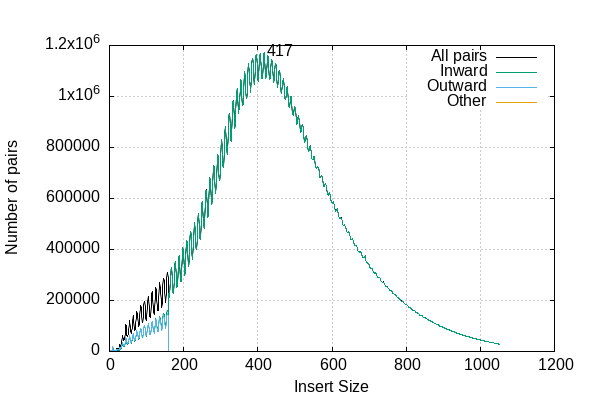 1.2x10^6
1x10^6
800000
600000
400000
200000
0
0 200 400 600 800 1000 1200
Number of pairs
Insert Size
417
All pairs
Inward
Outward
Other